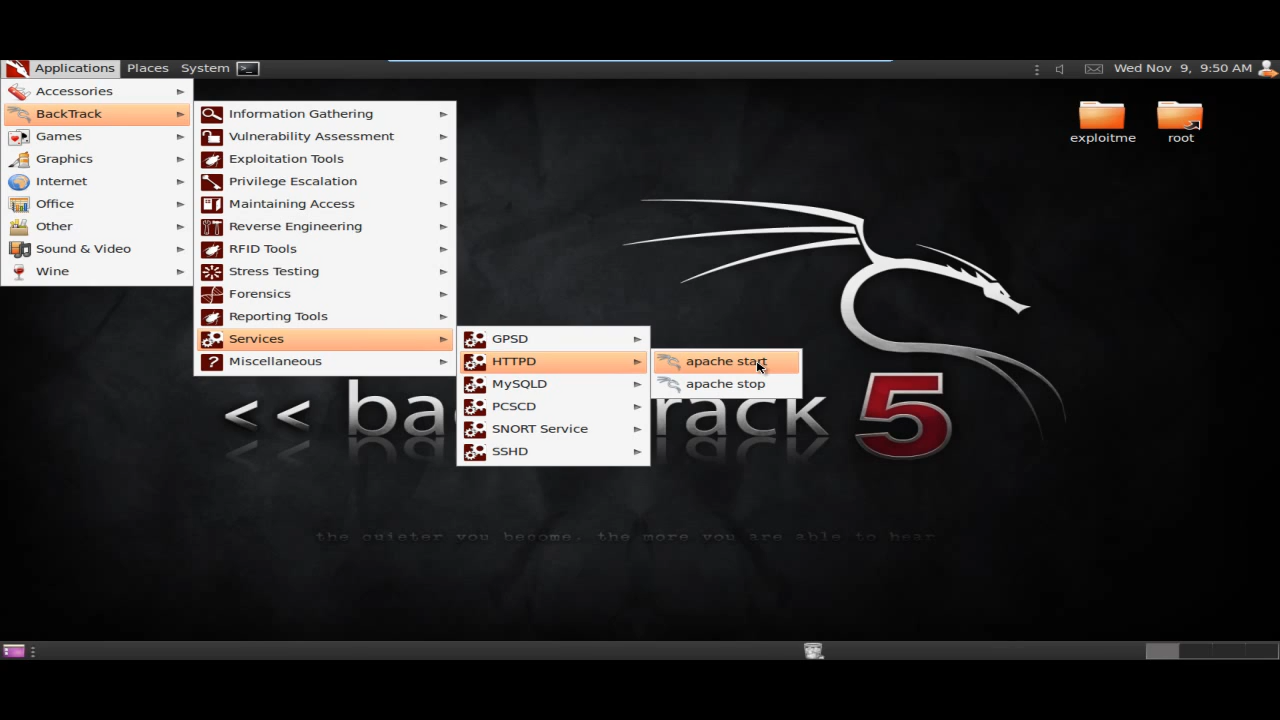 Applications Places System
Wed Nov 9, 9:50 AM
Accessories
BackTrack
Games
Graphics
Internet
Office
Other
Sound & Video
Wine
Information Gathering
Vulnerability Assessment
Exploitation Tools
Privilege Escalation
Maintaining Access
Reverse Engineering
RFID Tools
Stress Testing
Forensics
Reporting Tools
Services
Miscellaneous
GPSD
HTTPD
MySQLD
PCSCD
SNORT Service
SSHD
apache start
apache stop
exploitme
root
<< ba rack 5
the quieter you become, the more you are able to hear